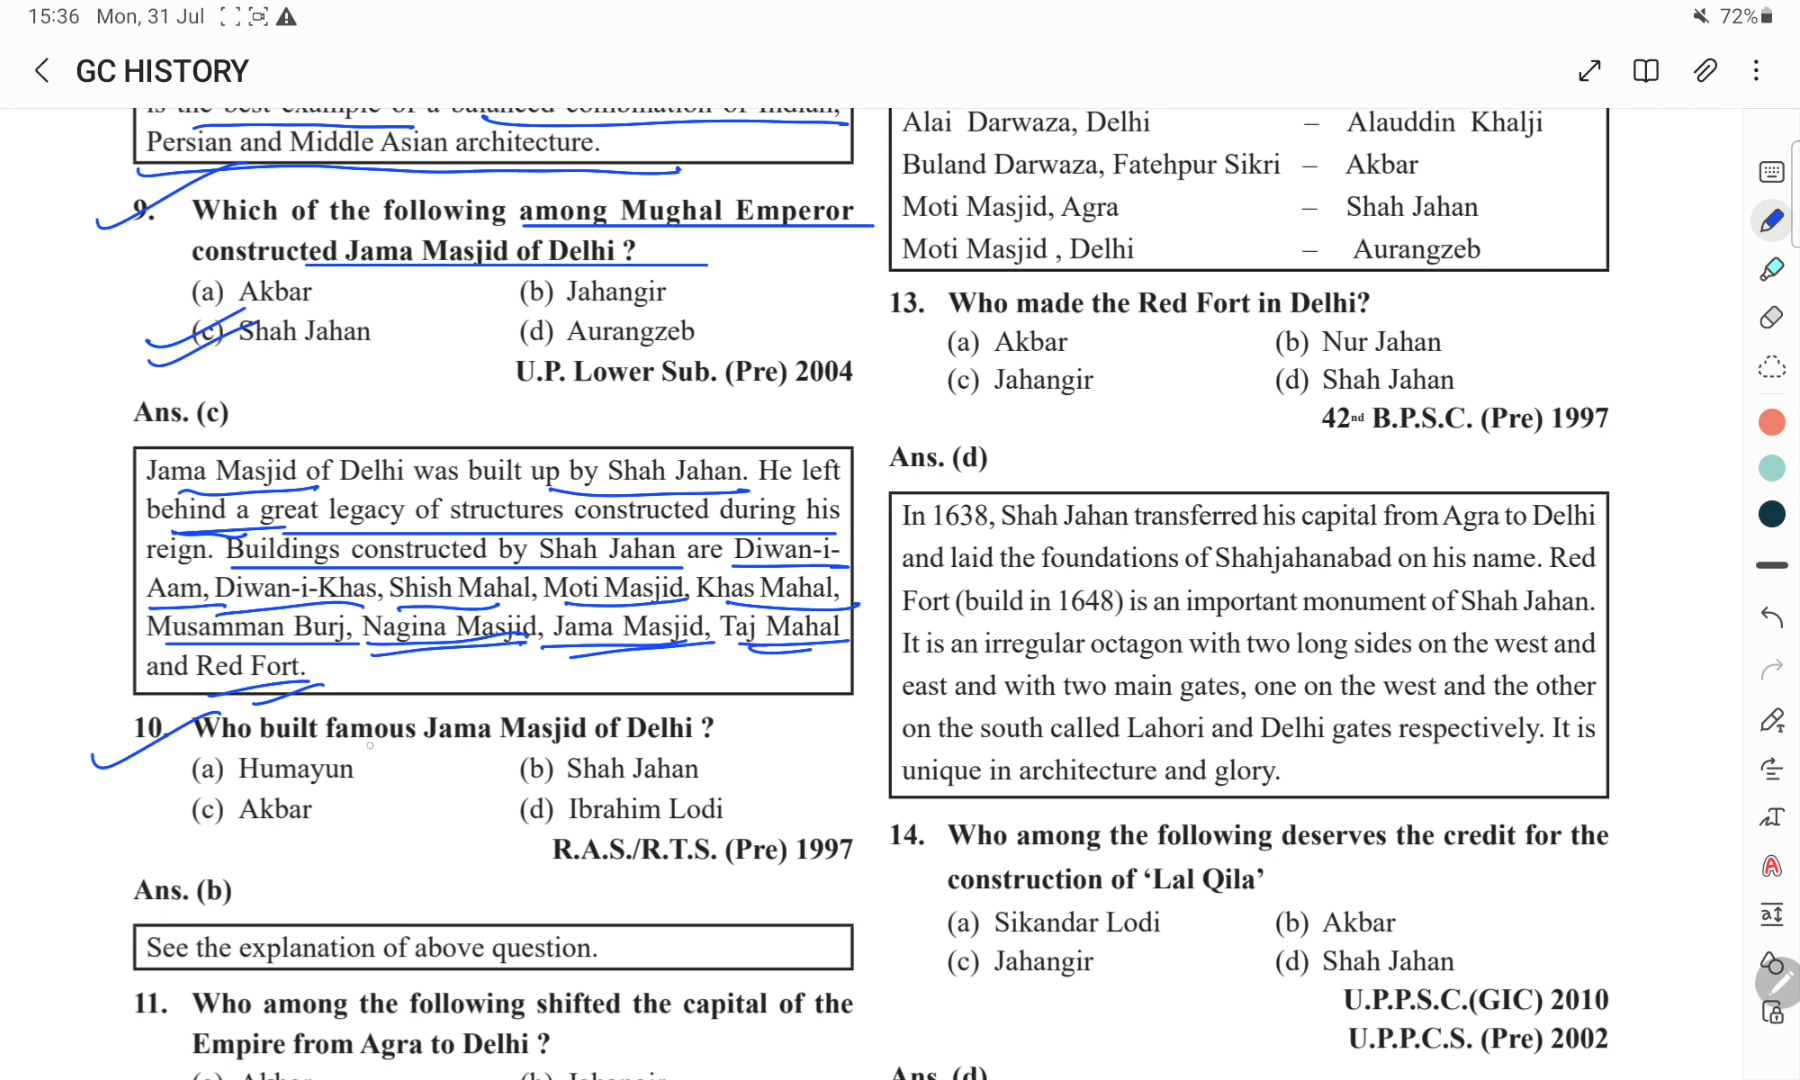 15:36 Mon, 31 Jul
72%
GC HISTORY
is the best example of a balanced combination of Indian,
Persian and Middle Asian architecture.
9. Which of the following among Mughal Emperor
constructed Jama Masjid of Delhi ?
(a) Akbar (b) Jahangir
(c) Shah Jahan (d) Aurangzeb
U.P. Lower Sub. (Pre) 2004
Ans. (c)
Jama Masjid of Delhi was built up by Shah Jahan. He left
behind a great legacy of structures constructed during his
reign. Buildings constructed by Shah Jahan are Diwan-i-
Aam, Diwan-i-Khas, Shish Mahal, Moti Masjid, Khas Mahal,
Musamman Burj, Nagina Masjid, Jama Masjid, Taj Mahal
and Red Fort.
10. Who built famous Jama Masjid of Delhi ?
(a) Humayun (b) Shah Jahan
(c) Akbar (d) Ibrahim Lodi
R.A.S./R.T.S. (Pre) 1997
Ans. (b)
See the explanation of above question.
11. Who among the following shifted the capital of the
Empire from Agra to Delhi ?
(a) Akbar (b) Jahangir
Alai Darwaza, Delhi – Alauddin Khalji
Buland Darwaza, Fatehpur Sikri – Akbar
Moti Masjid, Agra – Shah Jahan
Moti Masjid , Delhi – Aurangzeb
13. Who made the Red Fort in Delhi?
(a) Akbar (b) Nur Jahan
(c) Jahangir (d) Shah Jahan
42nd B.P.S.C. (Pre) 1997
Ans. (d)
In 1638, Shah Jahan transferred his capital from Agra to Delhi
and laid the foundations of Shahjahanabad on his name. Red
Fort (build in 1648) is an important monument of Shah Jahan.
It is an irregular octagon with two long sides on the west and
east and with two main gates, one on the west and the other
on the south called Lahori and Delhi gates respectively. It is
unique in architecture and glory.
14. Who among the following deserves the credit for the
construction of ‘Lal Qila’
(a) Sikandar Lodi (b) Akbar
(c) Jahangir (d) Shah Jahan
U.P.P.S.C.(GIC) 2010
U.P.P.C.S. (Pre) 2002
Ans. (d)